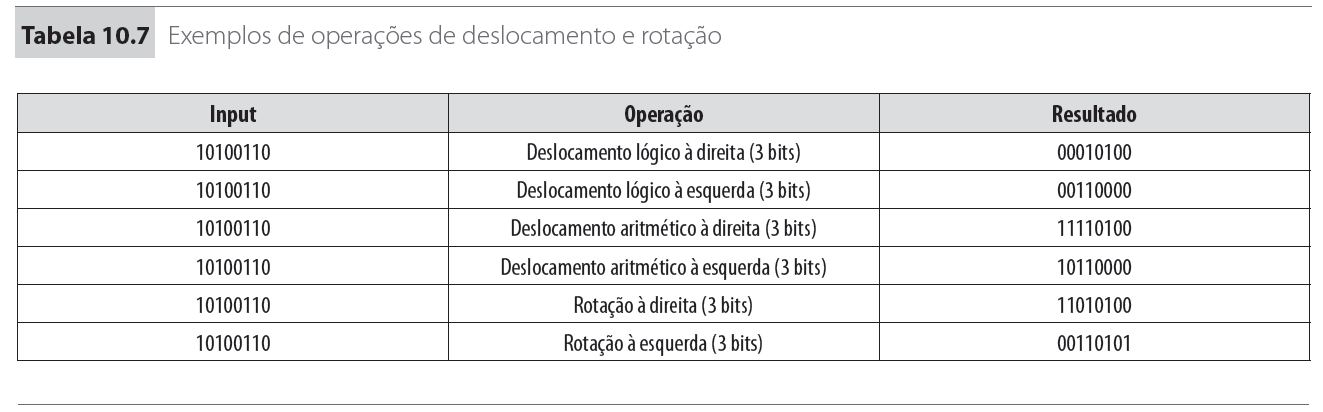 Tabela 10.7 Exemplos de operações de deslocamento e rotação
Input Operação Resultado
10100110 Deslocamento lógico à direita (3 bits) 00010100
10100110 Deslocamento lógico à esquerda (3 bits) 00110000
10100110 Deslocamento aritmético à direita (3 bits) 11110100
10100110 Deslocamento aritmético à esquerda (3 bits) 10110000
10100110 Rotação à direita (3 bits) 11010100
10100110 Rotação à esquerda (3 bits) 00110101